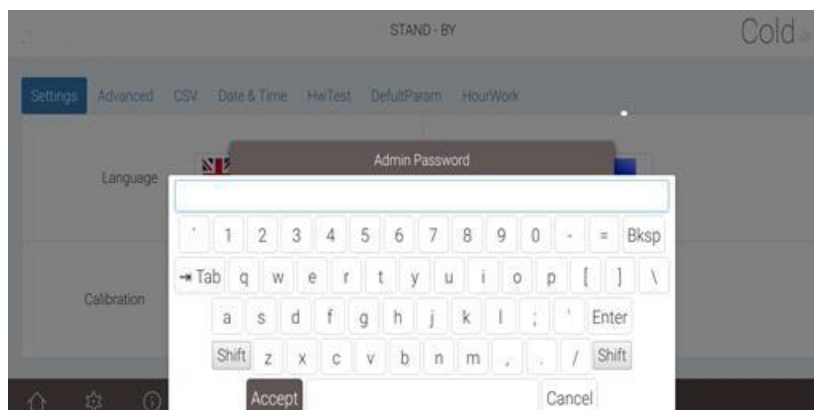 STAND - BY
Cold
Settings Advanced CSV Date & Time HwTest DefultParam HourWork
Admin Password
Language
` 1 2 3 4 5 6 7 8 9 0 - = Bksp
⇥ Tab q w e r t y u i o p [ ] \
Calibration
a s d f g h j k l ; ' Enter
Shift z x c v b n m , . / Shift
Accept Cancel